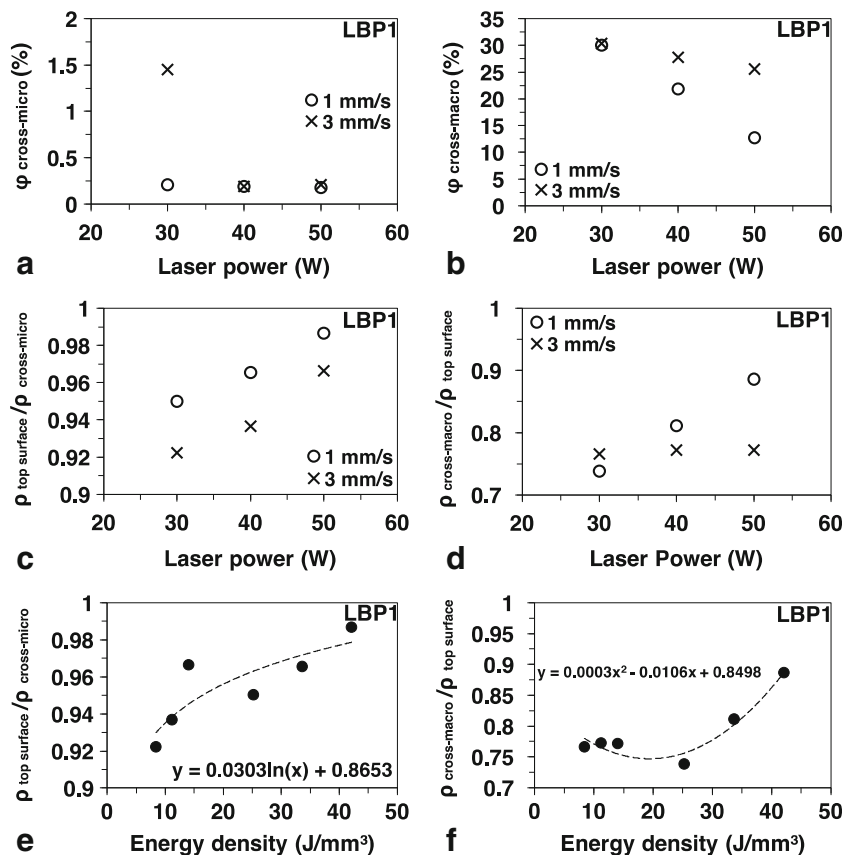 LBP1
φ cross-micro (%)
2
1.5
1
0.5
0
1 mm/s
3 mm/s
20 30 40 50 60
a Laser power (W)
LBP1
φ cross-macro (%)
35
30
25
20
15
10
5
0
1 mm/s
3 mm/s
20 30 40 50 60
b Laser power (W)
LBP1
ρ top surface /ρ cross-micro
1
0.98
0.96
0.94
0.92
0.9
1 mm/s
3 mm/s
20 30 40 50 60
c Laser power (W)
LBP1
ρ cross-macro /ρ top surface
1
0.9
0.8
0.7
1 mm/s
3 mm/s
20 30 40 50 60
d Laser Power (W)
LBP1
ρ top surface /ρ cross-micro
1
0.98
0.96
0.94
0.92
0.9
y = 0.0303ln(x) + 0.8653
0 10 20 30 40 50
e Energy density (J/mm³)
LBP1
ρ cross-macro /ρ top surface
1
0.95
0.9
0.85
0.8
0.75
0.7
y = 0.0003x² - 0.0106x + 0.8498
0 10 20 30 40 50
f Energy density (J/mm³)